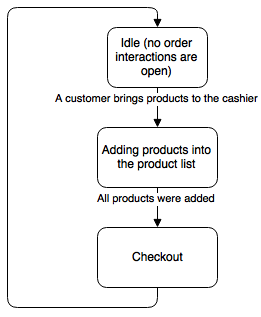 Idle (no order
interactions are
open)
A customer brings products to the cashier
Adding products into
the product list
All products were added
Checkout